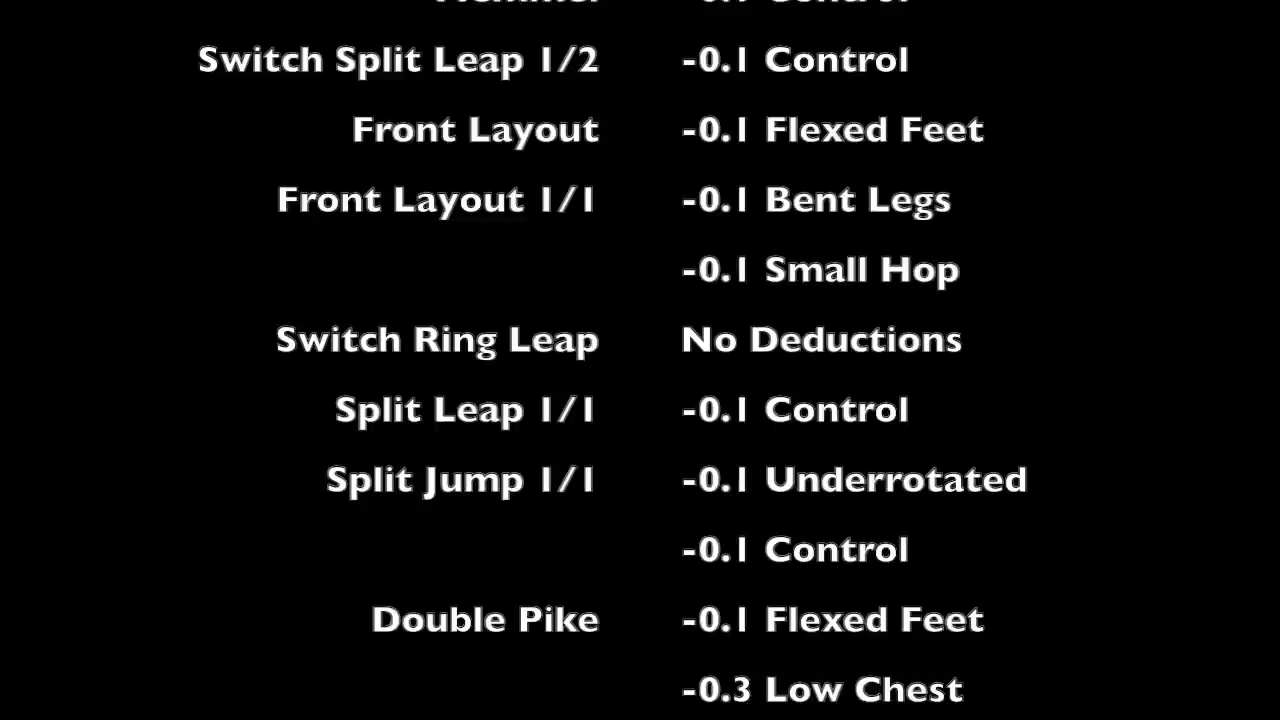 Switch Split Leap 1/2 -0.1 Control
Front Layout -0.1 Flexed Feet
Front Layout 1/1 -0.1 Bent Legs
-0.1 Small Hop
Switch Ring Leap No Deductions
Split Leap 1/1 -0.1 Control
Split Jump 1/1 -0.1 Underrotated
-0.1 Control
Double Pike -0.1 Flexed Feet
-0.3 Low Chest